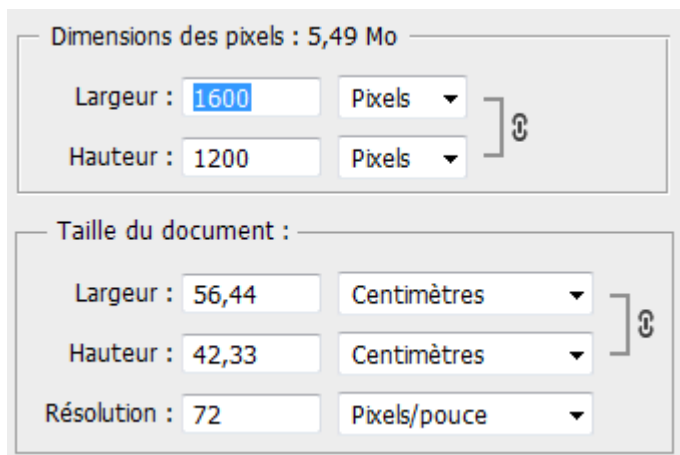 Dimensions des pixels : 5,49 Mo
Largeur : 1600 Pixels
Hauteur : 1200 Pixels
Taille du document :
Largeur : 56,44 Centimètres
Hauteur : 42,33 Centimètres
Résolution : 72 Pixels/pouce